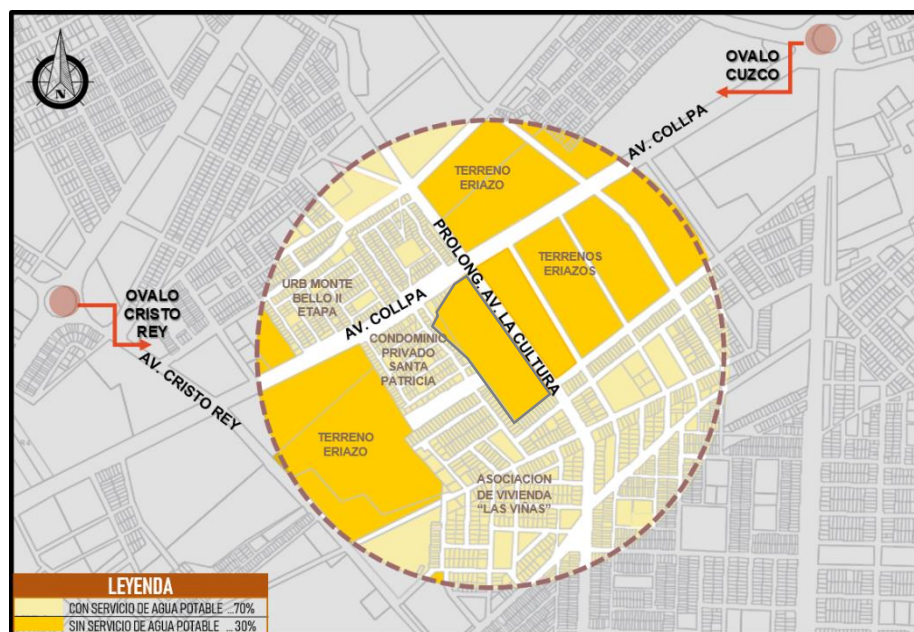 N
OVALO
CUZCO
AV. COLLPA
TERRENO
ERIAZO
PROLONG. AV. LA CULTURA
TERRENOS
ERIAZOS
URB MONTE
BELLO II
ETAPA
OVALO
CRISTO
REY
AV. COLLPA
CONDOMINIO
PRIVADO
SANTA
PATRICIA
AV. CRISTO REY
TERRENO
ERIAZO
ASOCIACION
DE VIVIENDA
“LAS VIÑAS”
LEYENDA
CON SERVICIO DE AGUA POTABLE ...70%
SIN SERVICIO DE AGUA POTABLE ... 30%